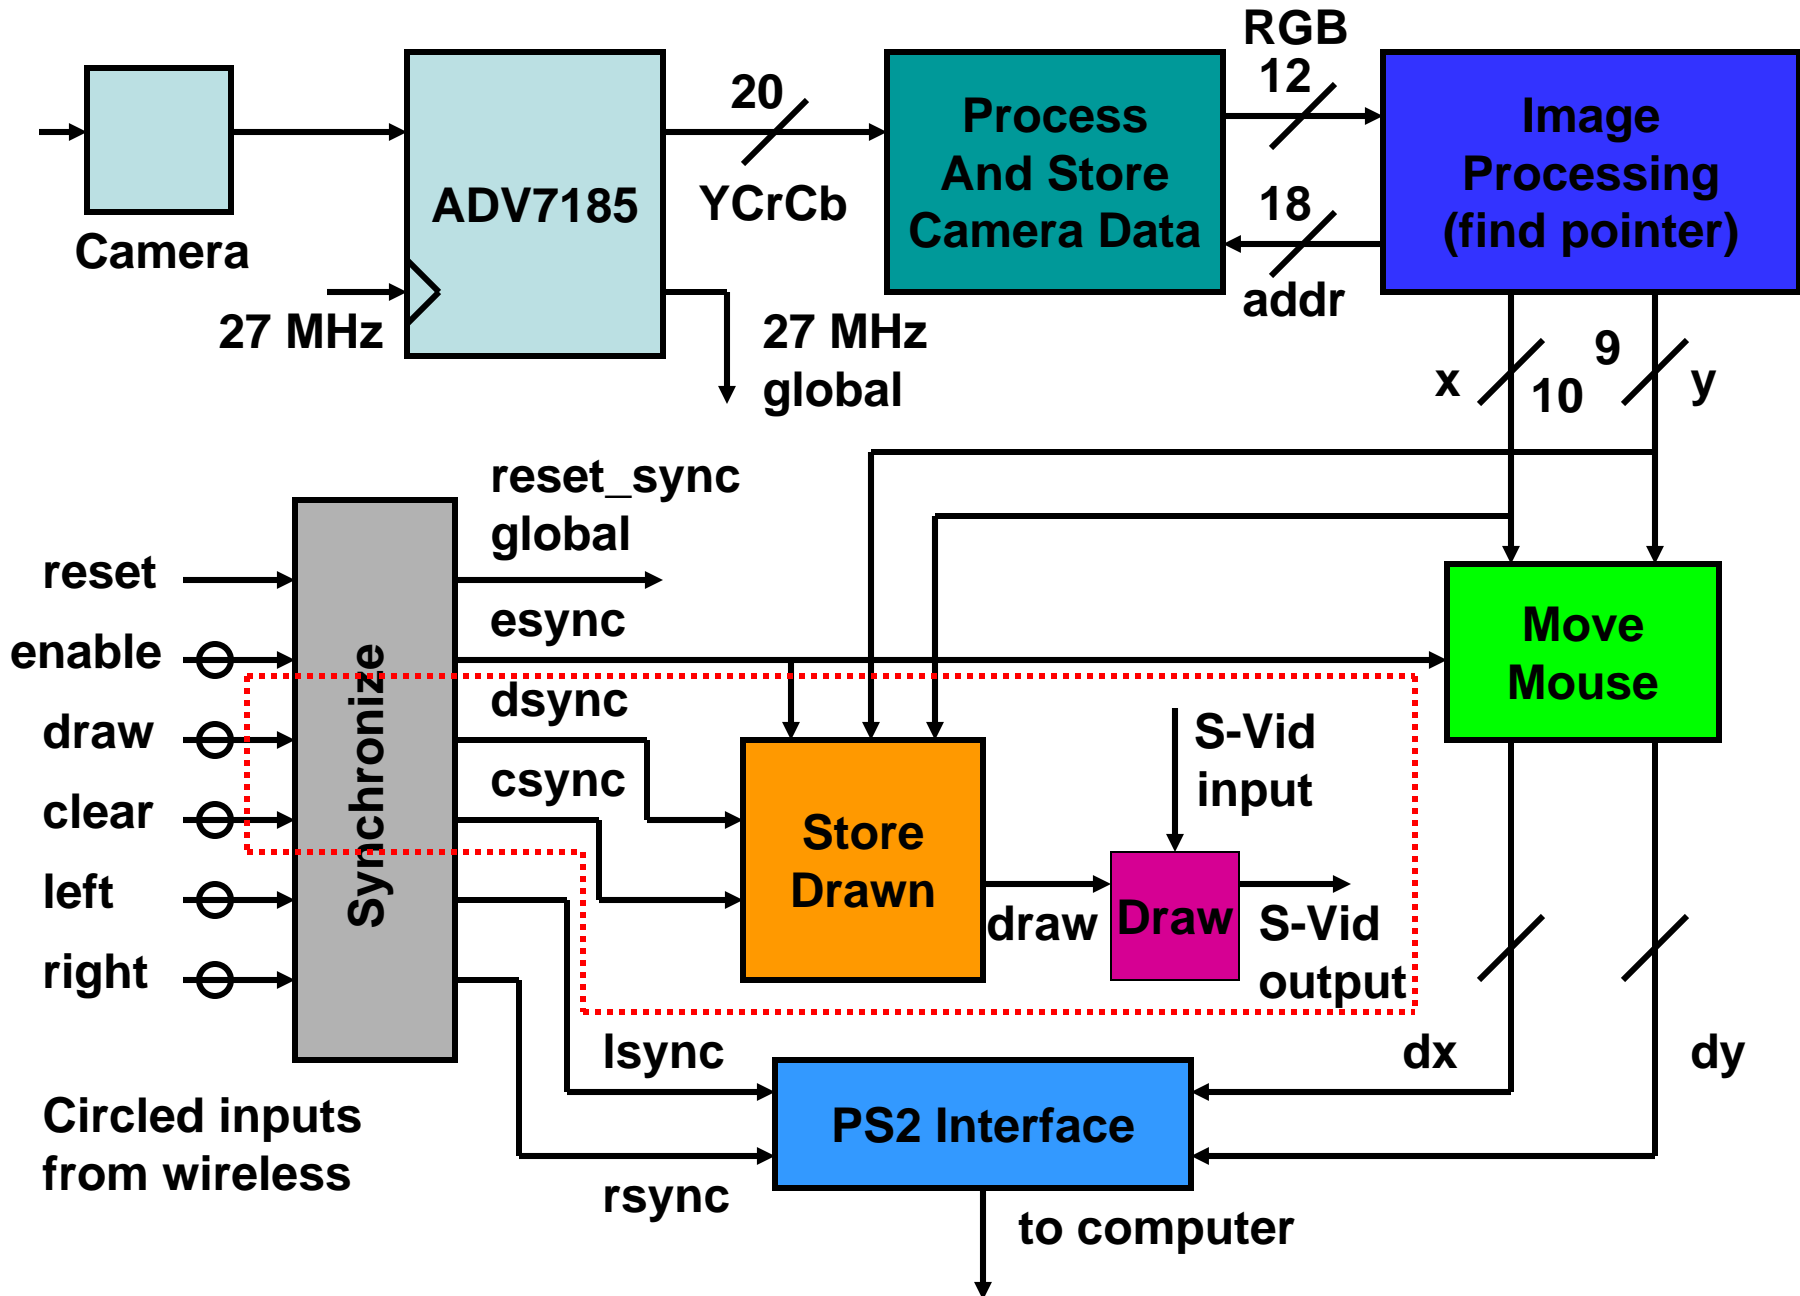 Camera
ADV7185
27 MHz
20
YCrCb
27 MHz
global
Process
And Store
Camera Data
RGB
12
18
addr
Image
Processing
(find pointer)
x
10
9
y
reset
enable
draw
clear
left
right
Synchronize
reset_sync
global
esync
dsync
csync
lsync
rsync
Store
Drawn
draw
Draw
S-Vid
input
S-Vid
output
Move
Mouse
dx
dy
PS2 Interface
to computer
Circled inputs
from wireless